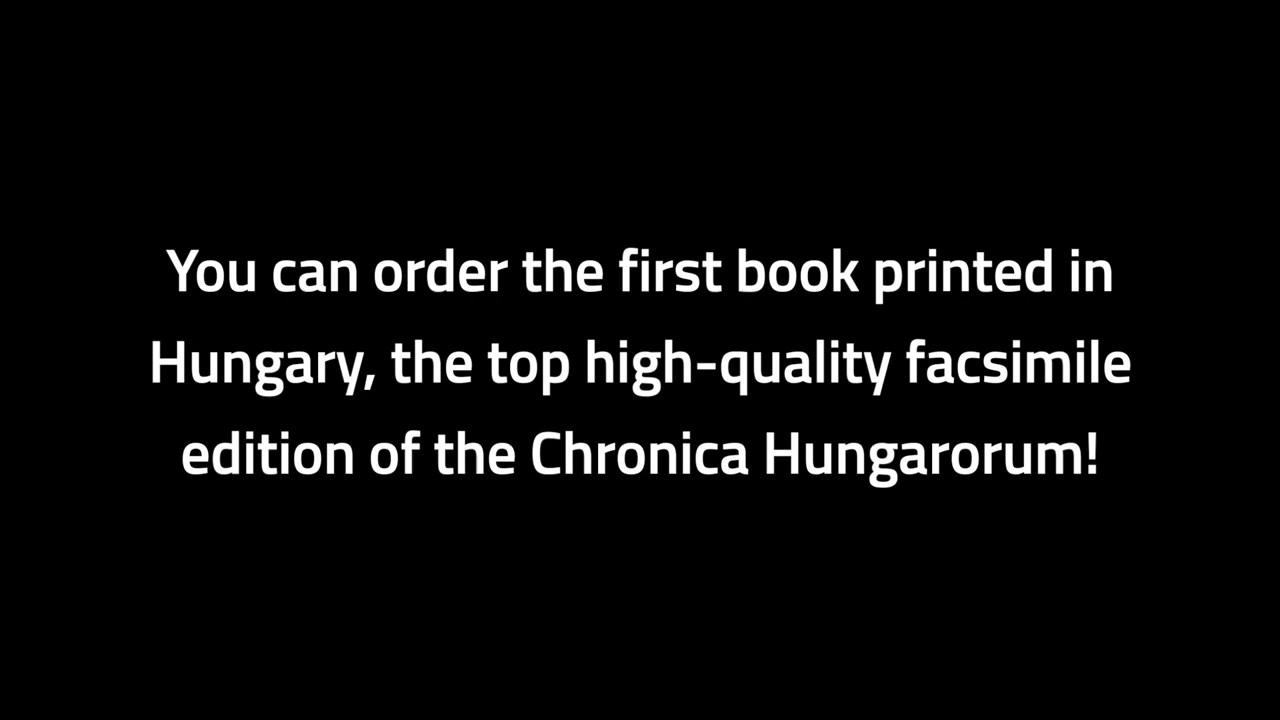 You can order the first book printed in
Hungary, the top high-quality facsimile
edition of the Chronica Hungarorum!